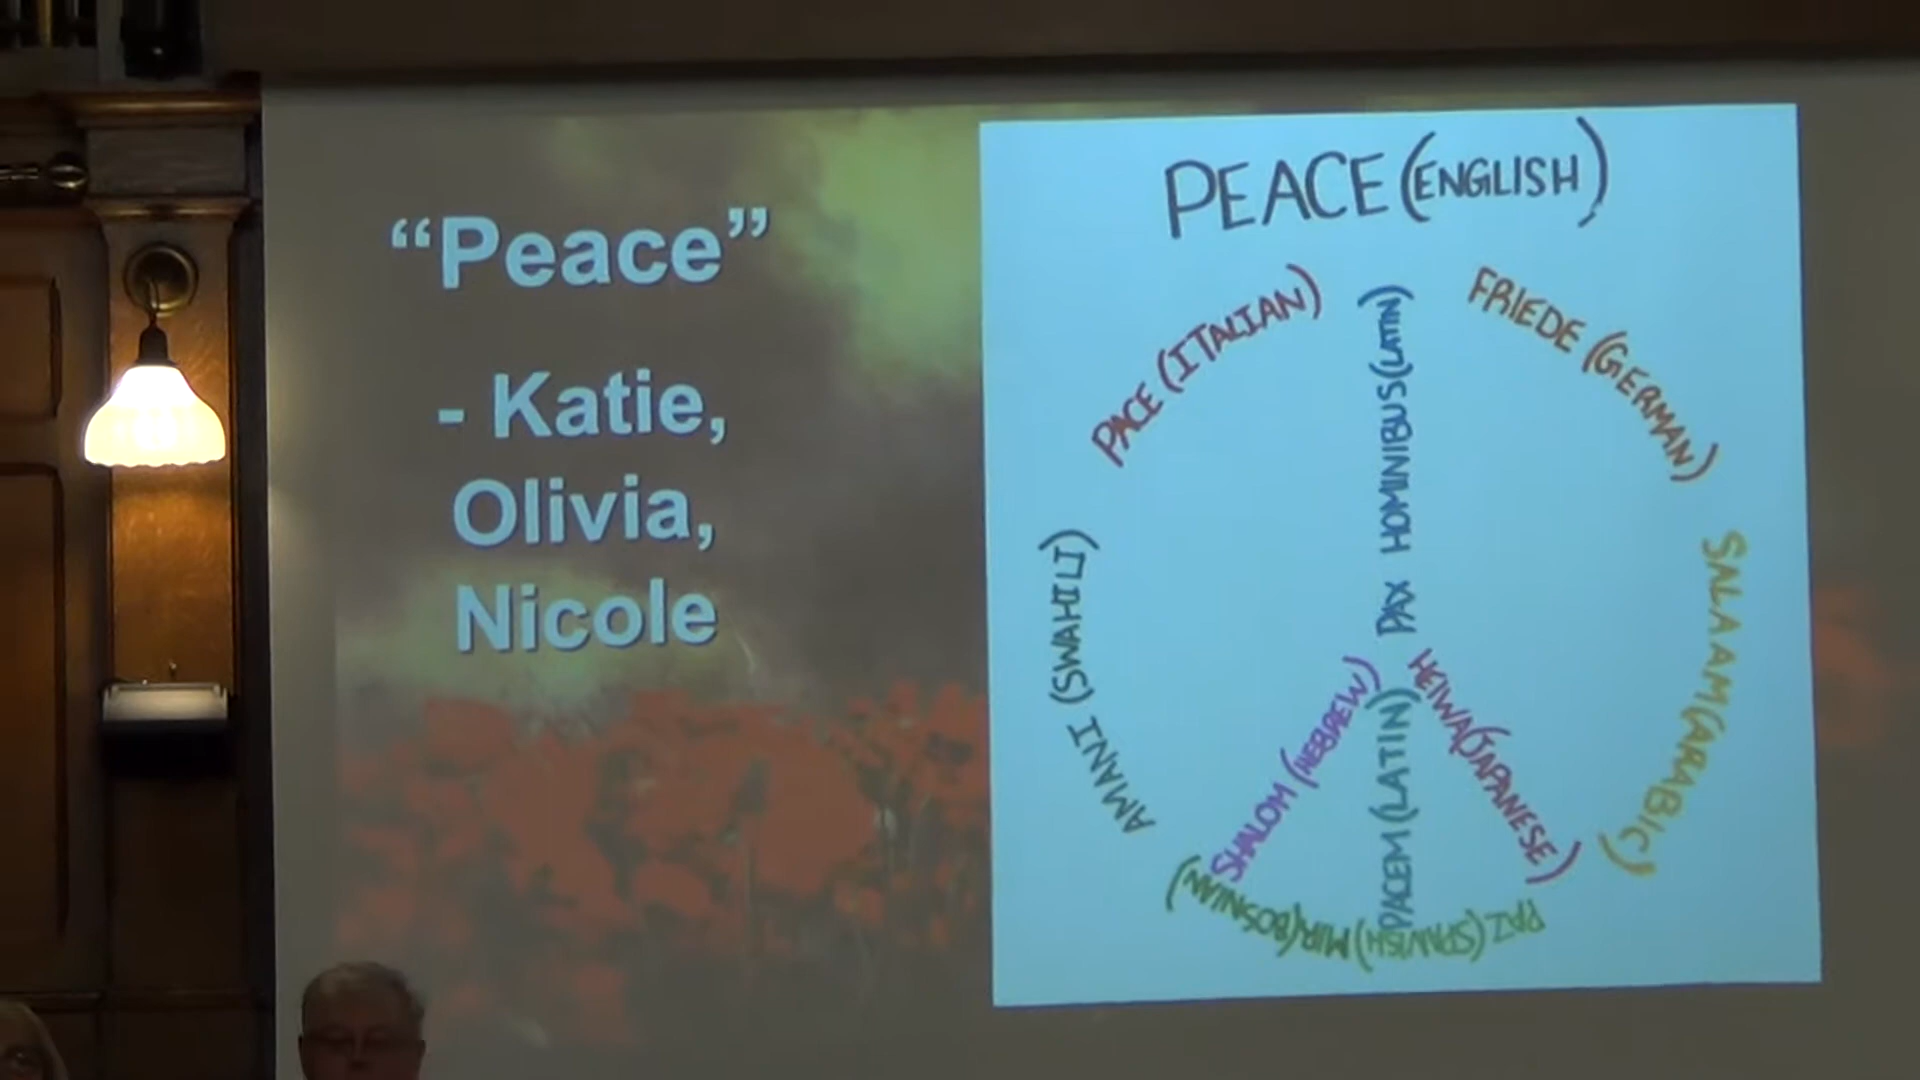 “Peace”
- Katie,
Olivia,
Nicole
PEACE (ENGLISH)
PACE (ITALIAN)
PAX HOMINIBUS (LATIN)
FRIEDE (GERMAN)
AMANI (SWAHILI)
SALAAM (ARABIC)
SHALOM (HEBREW)
PACEM (LATIN)
HEIWA (JAPANESE)
PAZ (SPANISH)
MIR (BOSNIAN)